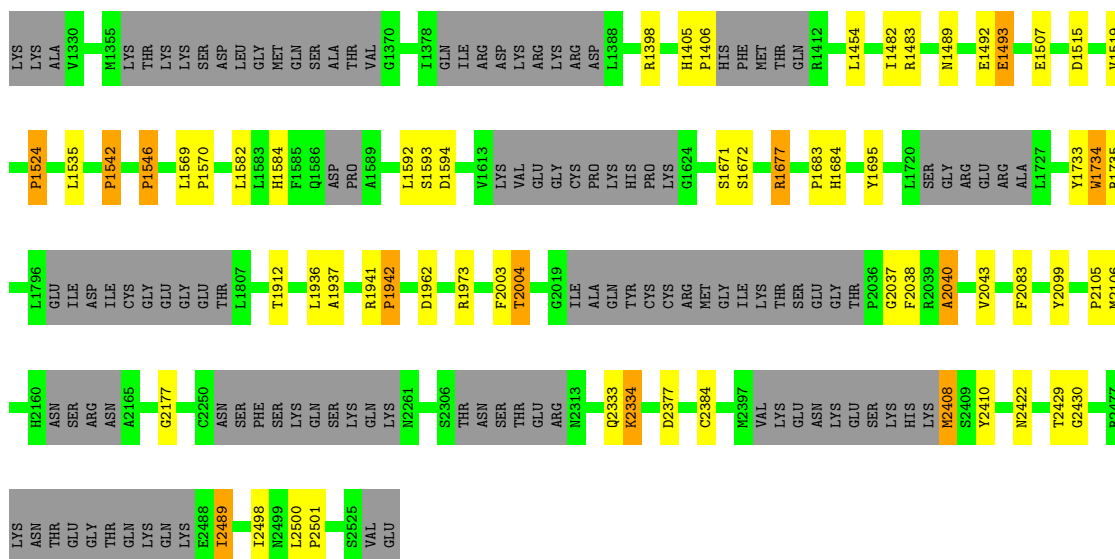 LYS LYS ALA V1330 M1355 LYS THR LYS LYS SER ASP LEU GLY MET GLN SER ALA THR VAL G1370 I1378 GLN ILE ARG ASP LYS ARG LYS ARG ASP L1388 R1398 H1405 P1406 HIS PHE MET THR GLN R1412 L1454 I1482 R1483 N1489 E1492 E1493 E1507 D1515 V1519
P1524 L1535 P1542 P1546 L1569 P1570 L1582 L1583 H1584 F1585 Q1586 ASP PRO A1589 L1592 S1593 D1594 V1613 LYS VAL GLU GLY CYS PRO LYS HIS PRO LYS G1624 S1671 S1672 R1677 P1683 H1684 Y1695 L1720 SER GLY ARG GLU ARG ALA L1727 Y1733 W1734
L1796 GLU ILE ASP ILE CYS GLY GLU GLY GLU THR L1807 T1912 L1936 A1937 R1941 P1942 D1962 R1973 F2003 T2004 G2019 ILE ALA GLN TYR CYS CYS ARG MET GLY ILE LYS THR SER GLU GLY THR P2036 G2037 F2038 R2039 A2040 V2043 F2083 Y2099 P2105
H2160 ASN SER ARG ASN A2165 G2177 C2250 ASN SER PHE SER LYS GLN SER LYS GLN LYS N2261 S2306 THR ASN SER THR GLU ARG N2313 Q2333 K2334 D2377 C2384 M2397 VAL LYS GLU ASN LYS GLU SER LYS HIS LYS M2408 S2409 Y2410 N2422 T2429 G2430
LYS ASN THR GLU GLY THR GLN LYS GLN LYS E2488 I2489 I2498 N2499 L2500 P2501 S2525 VAL GLU